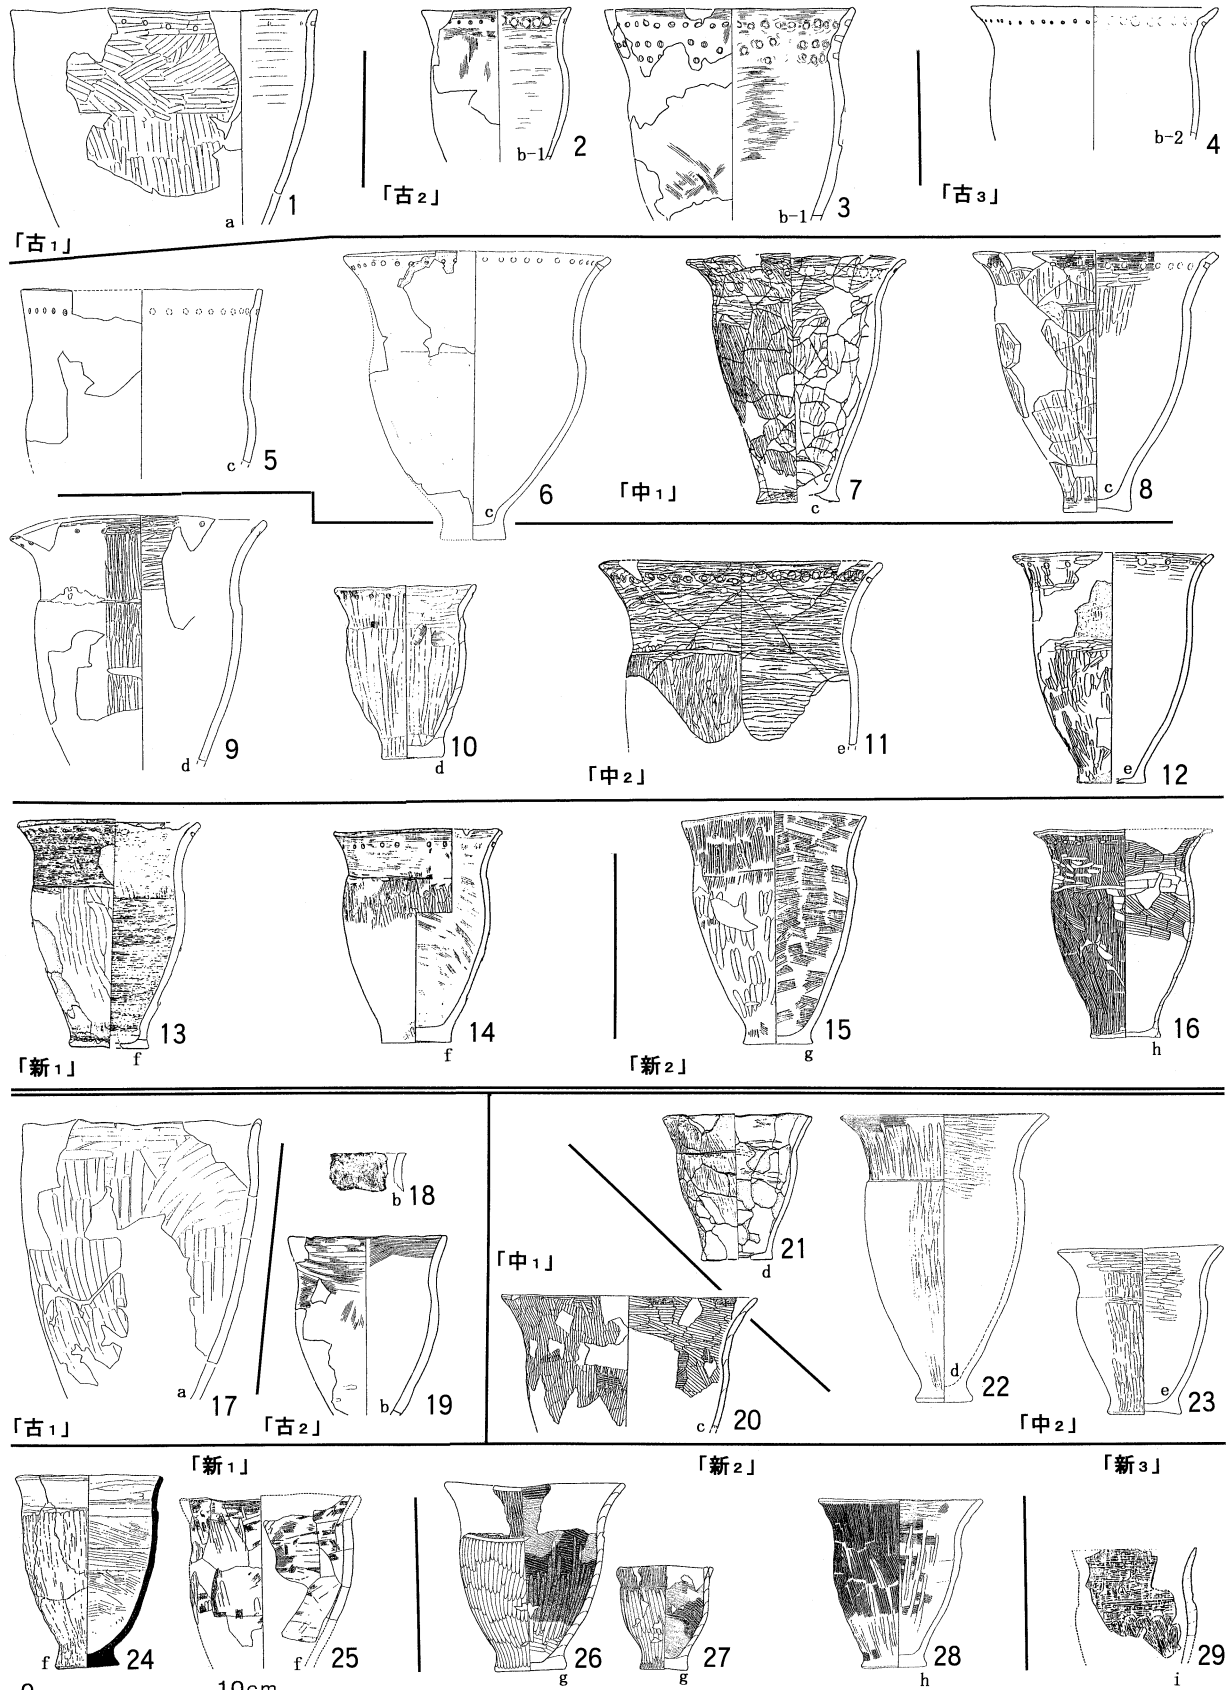 a 1
b-1 2
b-1 3
b-2 4
「古1」
「古2」
「古3」
c 5
c 6
c 7
c 8
「中1」
d 9
d 10
e 11
e 12
「中2」
f 13
f 14
g 15
h 16
「新1」
「新2」
a 17
b 18
b 19
c 20
d 21
d 22
e 23
「古1」
「古2」
「中1」
「中2」
「新1」
「新2」
「新3」
f 24
f 25
g 26
g 27
h 28
i 29
10cm